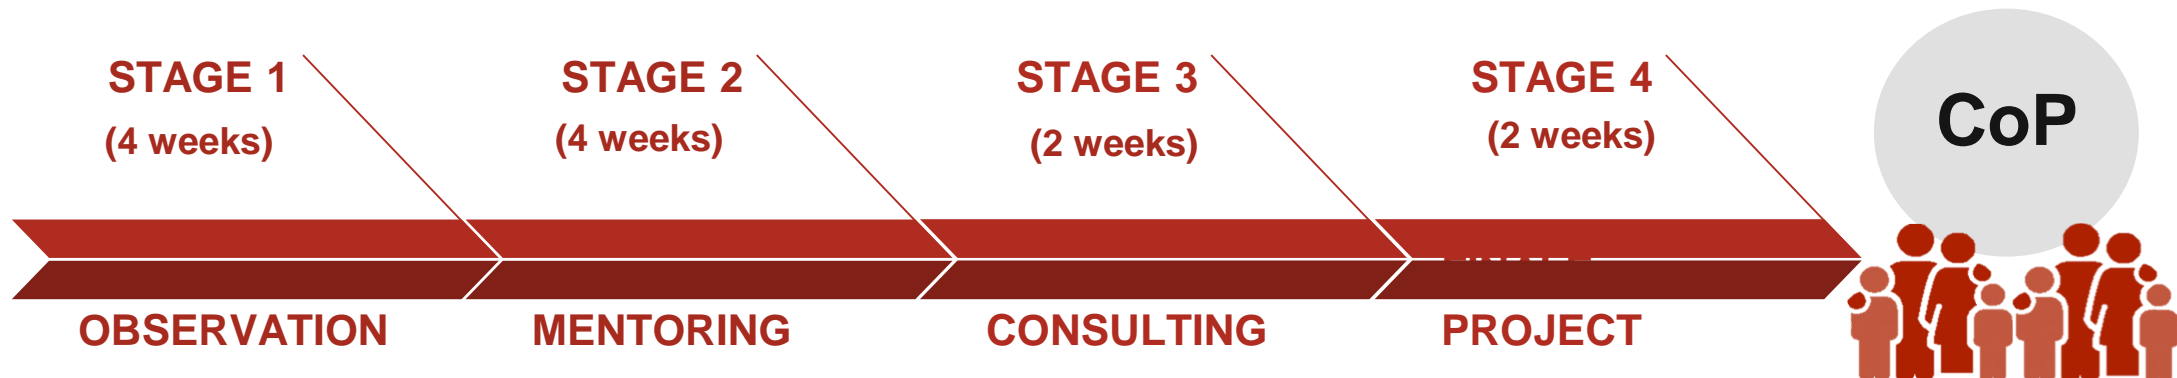 STAGE 1
(4 weeks)
STAGE 2
(4 weeks)
STAGE 3
(2 weeks)
STAGE 4
(2 weeks)
CoP
OBSERVATION
MENTORING
CONSULTING
PROJECT